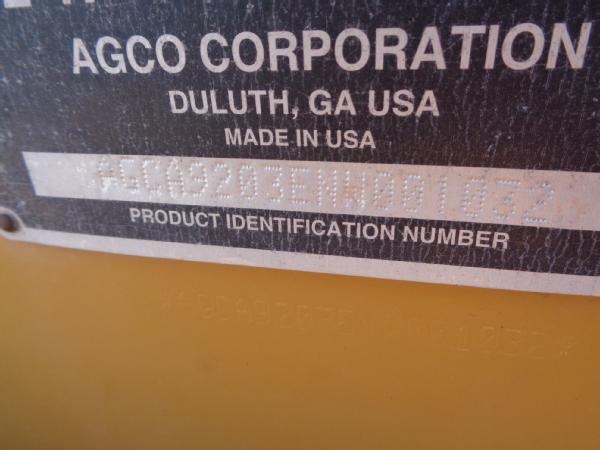 AGCO CORPORATION
DULUTH, GA USA
MADE IN USA
*AGCA9203ENW001032
PRODUCT IDENTIFICATION NUMBER